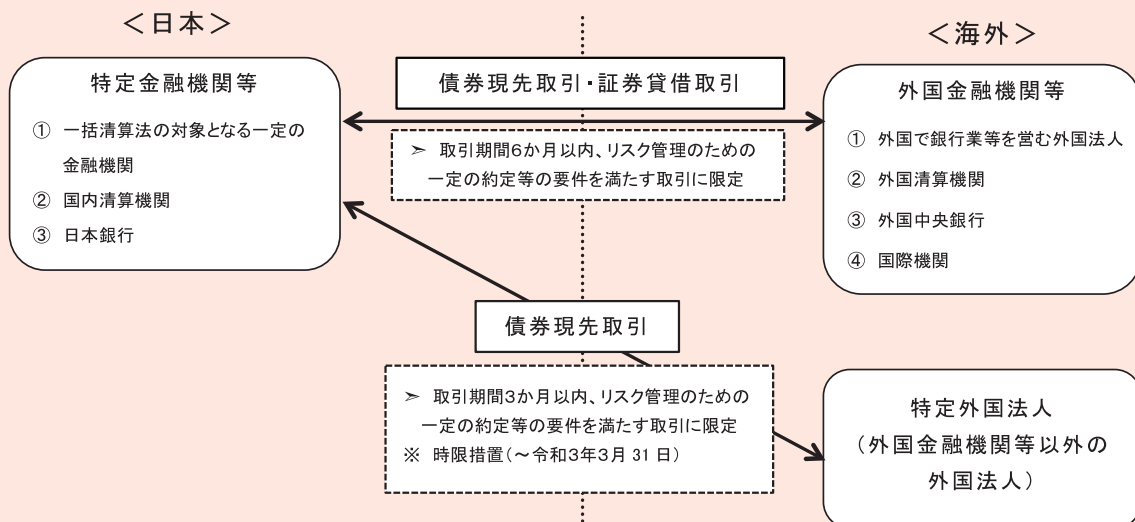 ＜日本＞
＜海外＞
特定金融機関等
① 一括清算法の対象となる一定の
金融機関
② 国内清算機関
③ 日本銀行
債券現先取引・証券貸借取引
➢ 取引期間６か月以内、リスク管理のための
一定の約定等の要件を満たす取引に限定
外国金融機関等
① 外国で銀行業等を営む外国法人
② 外国清算機関
③ 外国中央銀行
④ 国際機関
債券現先取引
➢ 取引期間３か月以内、リスク管理のための
一定の約定等の要件を満たす取引に限定
※ 時限措置（～令和３年３月 31 日）
特定外国法人
（外国金融機関等以外の
外国法人）